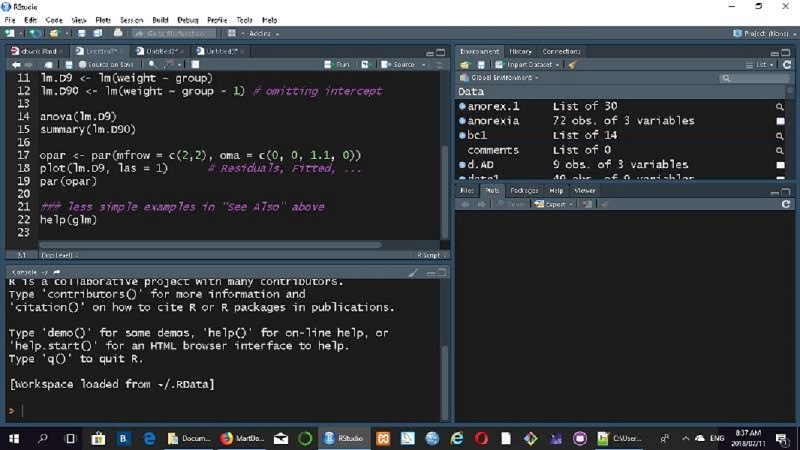 RStudio
File Edit Code View Plots Session Build Debug Profile Tools Help
Go to file/function
Addins
Project: (None)
chunk.Rmd Untitled1* Untitled2* Untitled3*
Source on Save Run Source
11 lm.D9 <- lm(weight ~ group)
12 lm.D90 <- lm(weight ~ group - 1) # omitting intercept
13
14 anova(lm.D9)
15 summary(lm.D90)
16
17 opar <- par(mfrow = c(2,2), oma = c(0, 0, 1.1, 0))
18 plot(lm.D9, las = 1) # Residuals, Fitted, ...
19 par(opar)
20
21 ### less simple examples in "See Also" above
22 help(glm)
23
(Top Level) R Script
Console ~/
R is a collaborative project with many contributors.
Type 'contributors()' for more information and
'citation()' on how to cite R or R packages in publications.
Type 'demo()' for some demos, 'help()' for on-line help, or
'help.start()' for an HTML browser interface to help.
Type 'q()' to quit R.
[Workspace loaded from ~/.RData]
>
Environment History Connections
Import Dataset List
Global Environment
Data
anorex.1 List of 30
anorexia 72 obs. of 3 variables
bc1 List of 14
comments List of 0
d.AD 9 obs. of 3 variables
Files Plots Packages Help Viewer
Zoom Export
Docum... MartDa... RStudio C:\User...
ENG
8:37 AM
2018/07/11